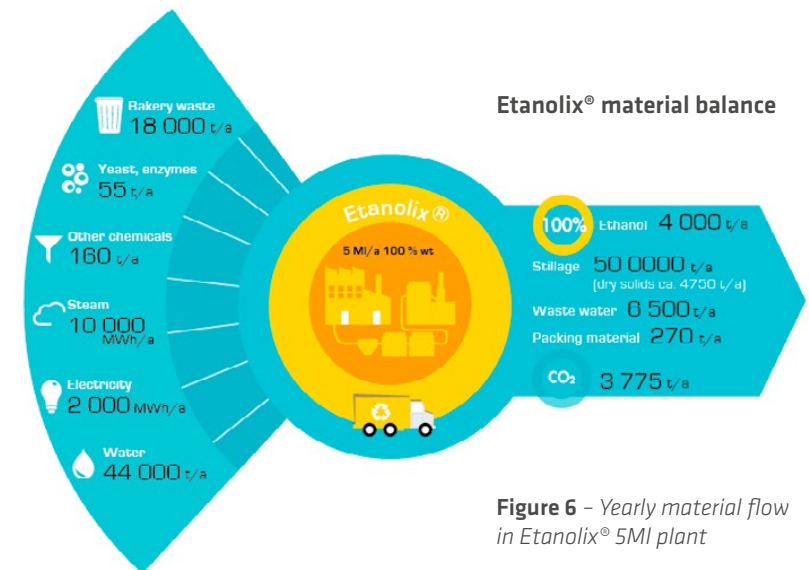 Etanolix® material balance
Bakery waste
18 000 t/a
Yeast, enzymes
55 t/a
Other chemicals
160 t/a
Steam
10 000
MWh/a
Electricity
2 000 MWh/a
Water
44 000 t/a
Etanolix®
5 Ml/a 100 % wt
100% Ethanol 4 000 t/a
Stillage 50 0000 t/a
(dry solids ca. 4750 t/a)
Waste water 6 500 t/a
Packing material 270 t/a
CO₂ 3 775 t/a
Figure 6 – Yearly material flow
in Etanolix® 5Ml plant